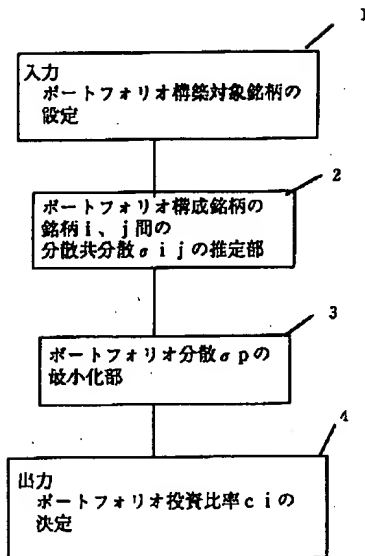 1
入力
ポートフォリオ構築対象銘柄の
設定
2
ポートフォリオ構成銘柄の
銘柄i、j間の
分散共分散σijの推定部
3
ポートフォリオ分散σpの
最小化部
4
出力
ポートフォリオ投資比率ciの
決定